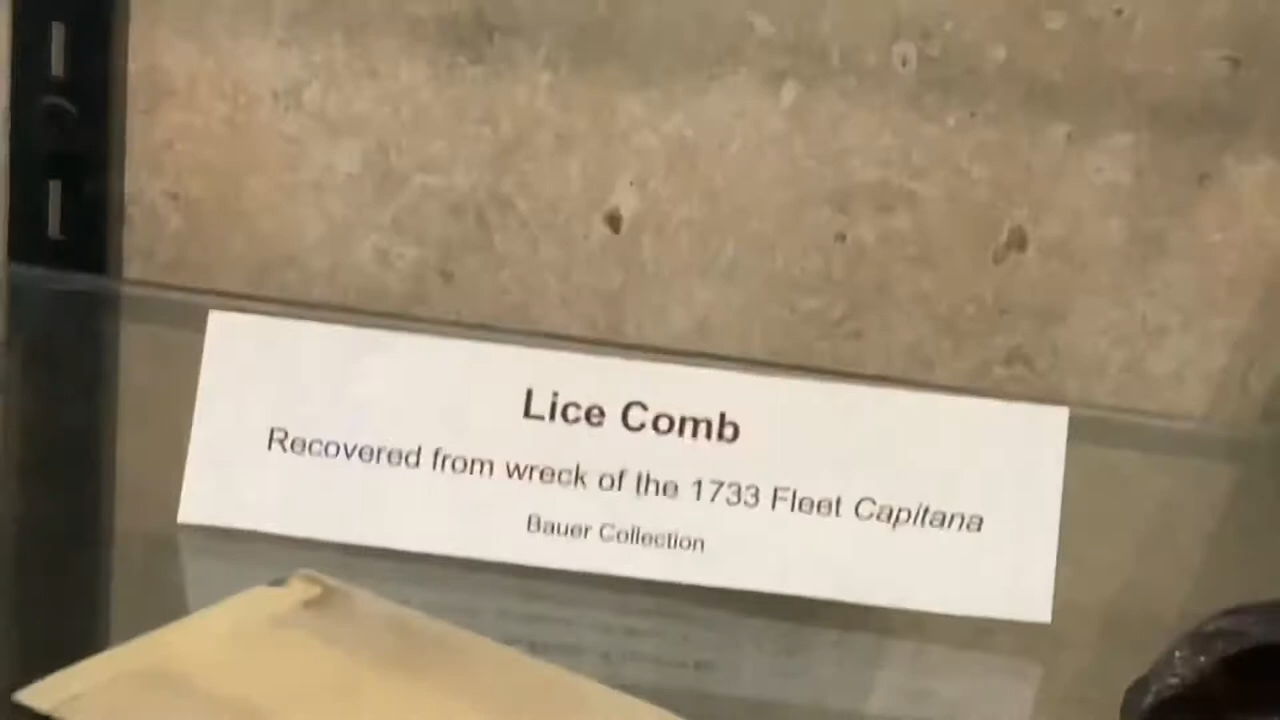 Lice Comb
Recovered from wreck of the 1733 Fleet Capitana
Bauer Collection